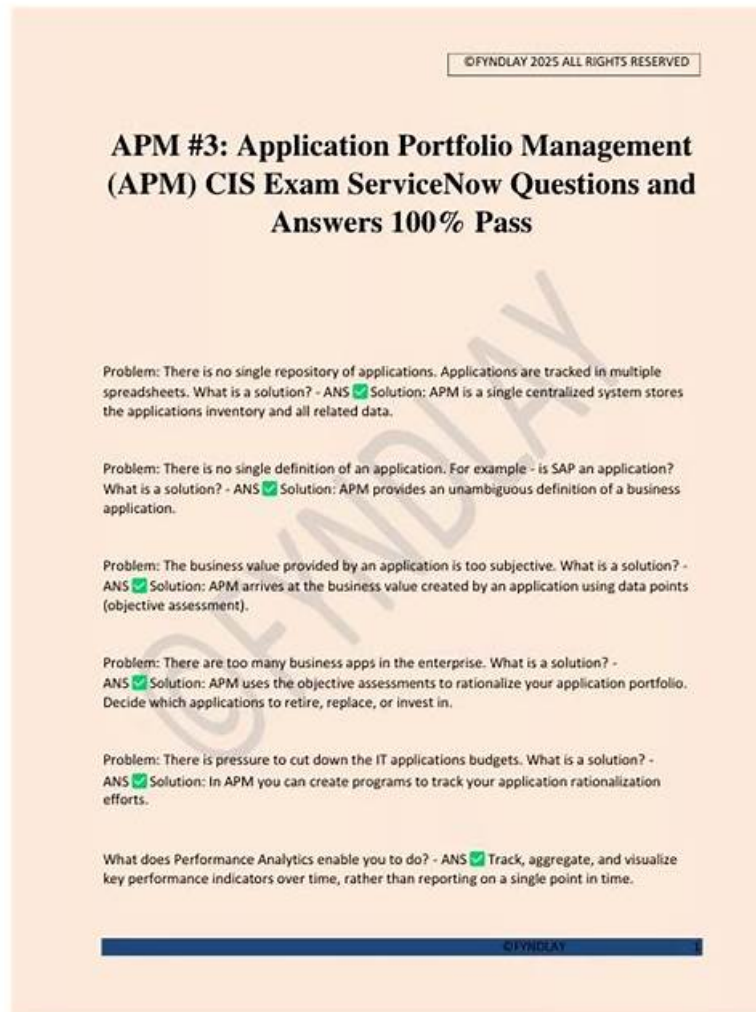 ©FYNDLAY 2025 ALL RIGHTS RESERVED
APM #3: Application Portfolio Management
(APM) CIS Exam ServiceNow Questions and
Answers 100% Pass
Problem: There is no single repository of applications. Applications are tracked in multiple
spreadsheets. What is a solution? - ANS ✅ Solution: APM is a single centralized system stores
the applications inventory and all related data.
Problem: There is no single definition of an application. For example - is SAP an application?
What is a solution? - ANS ✅ Solution: APM provides an unambiguous definition of a business
application.
Problem: The business value provided by an application is too subjective. What is a solution? -
ANS ✅ Solution: APM arrives at the business value created by an application using data points
(objective assessment).
Problem: There are too many business apps in the enterprise. What is a solution? -
ANS ✅ Solution: APM uses the objective assessments to rationalize your application portfolio.
Decide which applications to retire, replace, or invest in.
Problem: There is pressure to cut down the IT applications budgets. What is a solution? -
ANS ✅ Solution: In APM you can create programs to track your application rationalization
efforts.
What does Performance Analytics enable you to do? - ANS ✅ Track, aggregate, and visualize
key performance indicators over time, rather than reporting on a single point in time.
©FYNDLAY 1
©FYNDLAY